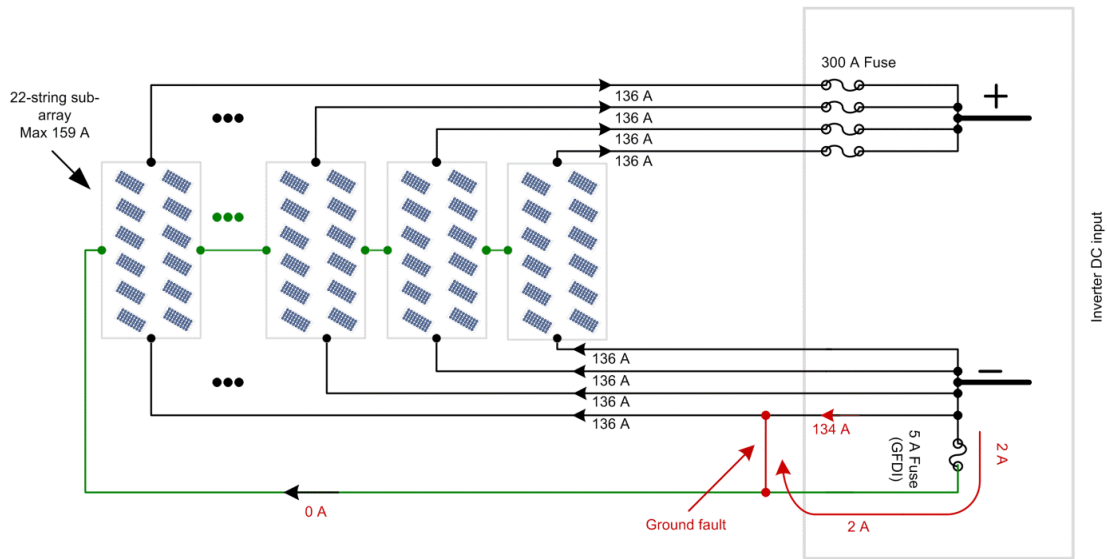 300 A Fuse
22-string sub-
array
Max 159 A
136 A
136 A
136 A
136 A
+
Inverter DC input
136 A
136 A
136 A
136 A
−
134 A
5 A Fuse
(GFDI)
2 A
0 A
Ground fault
2 A